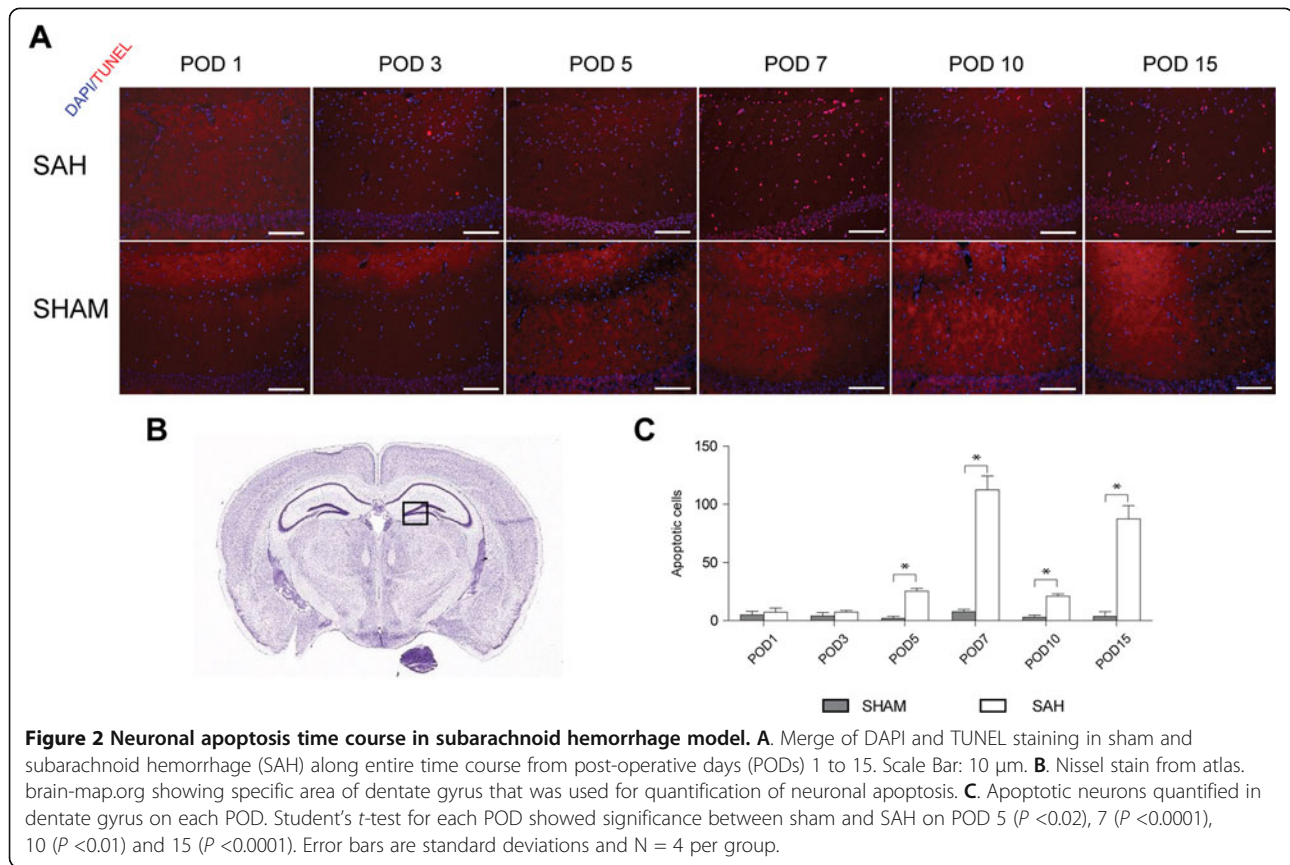 A
DAPI/TUNEL
POD 1 POD 3 POD 5 POD 7 POD 10 POD 15
SAH
SHAM
B
C
150
100
50
0
Apoptotic cells
* * * *
POD1 POD3 POD5 POD7 POD10 POD15
SHAM SAH
Figure 2 Neuronal apoptosis time course in subarachnoid hemorrhage model. A. Merge of DAPI and TUNEL staining in sham and
subarachnoid hemorrhage (SAH) along entire time course from post-operative days (PODs) 1 to 15. Scale Bar: 10 μm. B. Nissel stain from atlas.
brain-map.org showing specific area of dentate gyrus that was used for quantification of neuronal apoptosis. C. Apoptotic neurons quantified in
dentate gyrus on each POD. Student's t-test for each POD showed significance between sham and SAH on POD 5 (P <0.02), 7 (P <0.0001),
10 (P <0.01) and 15 (P <0.0001). Error bars are standard deviations and N = 4 per group.